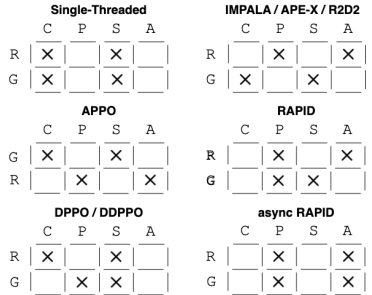 Single-Threaded
C P S A
R × ×
G × ×
IMPALA / APE-X / R2D2
C P S A
R × ×
G × ×
APPO
C P S A
G × ×
R × ×
RAPID
C P S A
R × ×
G × ×
DPPO / DDPPO
C P S A
R × ×
G × ×
async RAPID
C P S A
R × ×
G × ×